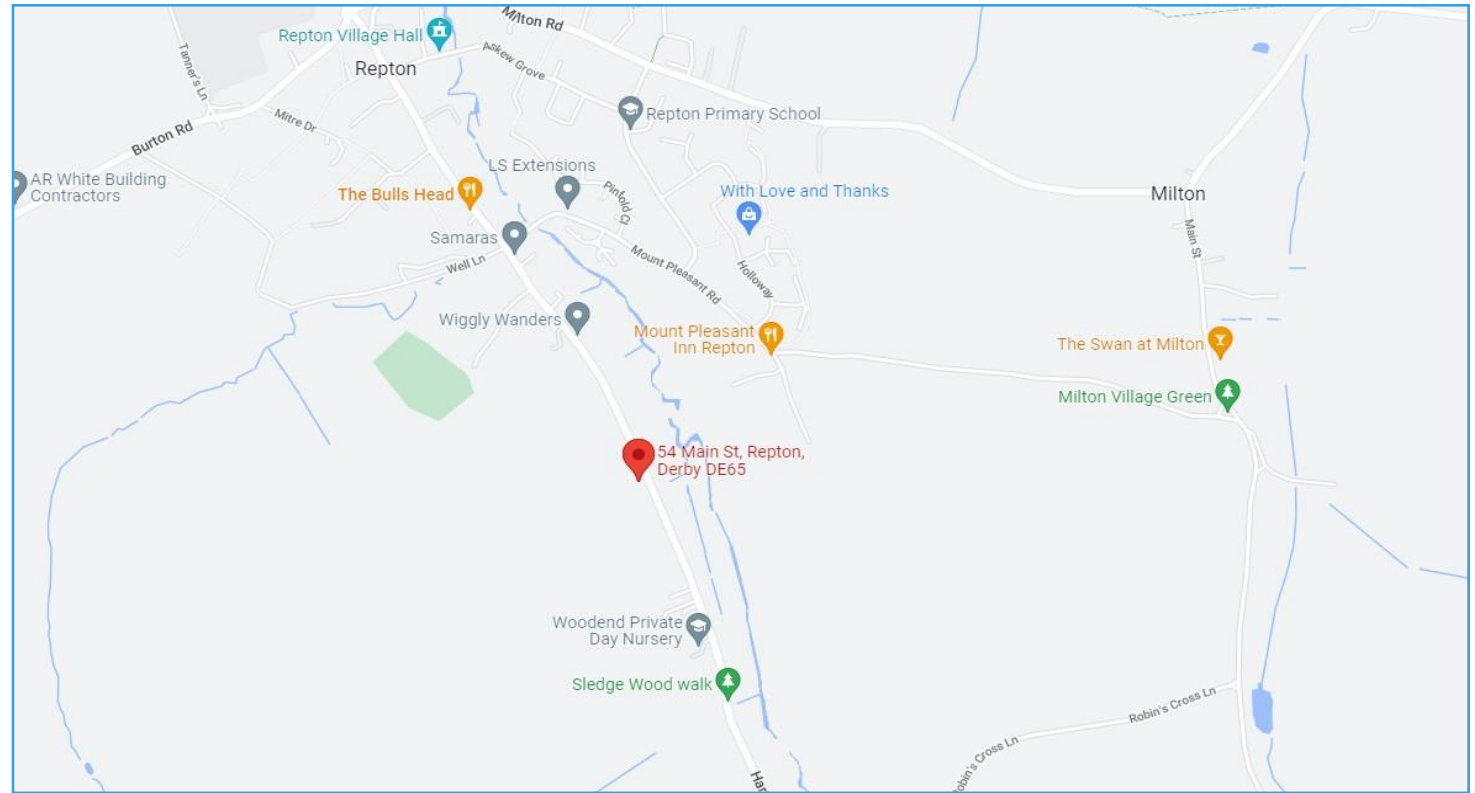 Milton Rd
Repton Village Hall
Askew Grove
Repton
Tanner's Ln
Repton Primary School
Mitre Dr
Burton Rd
LS Extensions
AR White Building
Contractors
The Bulls Head
Pinfold Cl
With Love and Thanks
Milton
Samaras
Main St
Well Ln
Mount Pleasant Rd
Holloway
Wiggly Wanders
Mount Pleasant
Inn Repton
The Swan at Milton
Milton Village Green
54 Main St, Repton,
Derby DE65
Woodend Private
Day Nursery
Sledge Wood walk
Robin's Cross Ln
Robin's Cross Ln
Har